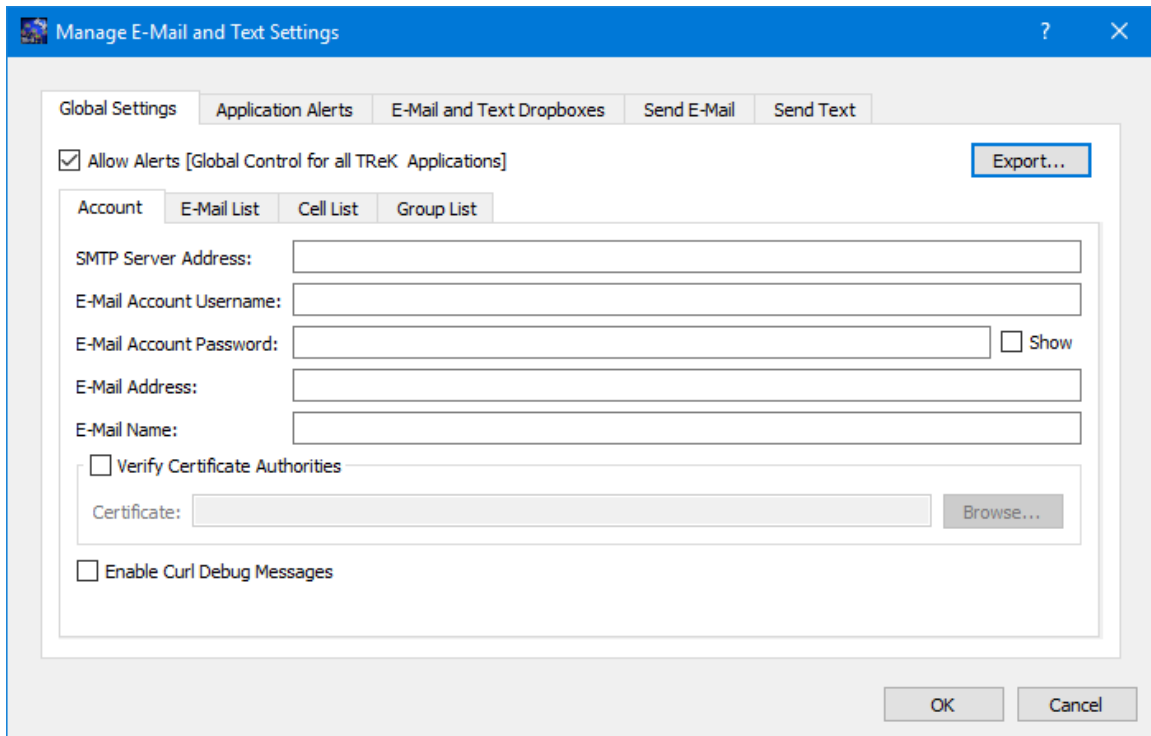 Manage E-Mail and Text Settings ?
Global Settings Application Alerts E-Mail and Text Dropboxes Send E-Mail Send Text
Allow Alerts [Global Control for all TReK Applications] Export...
Account E-Mail List Cell List Group List
SMTP Server Address:
E-Mail Account Username:
E-Mail Account Password: Show
E-Mail Address:
E-Mail Name:
Verify Certificate Authorities
Certificate: Browse...
Enable Curl Debug Messages
OK Cancel